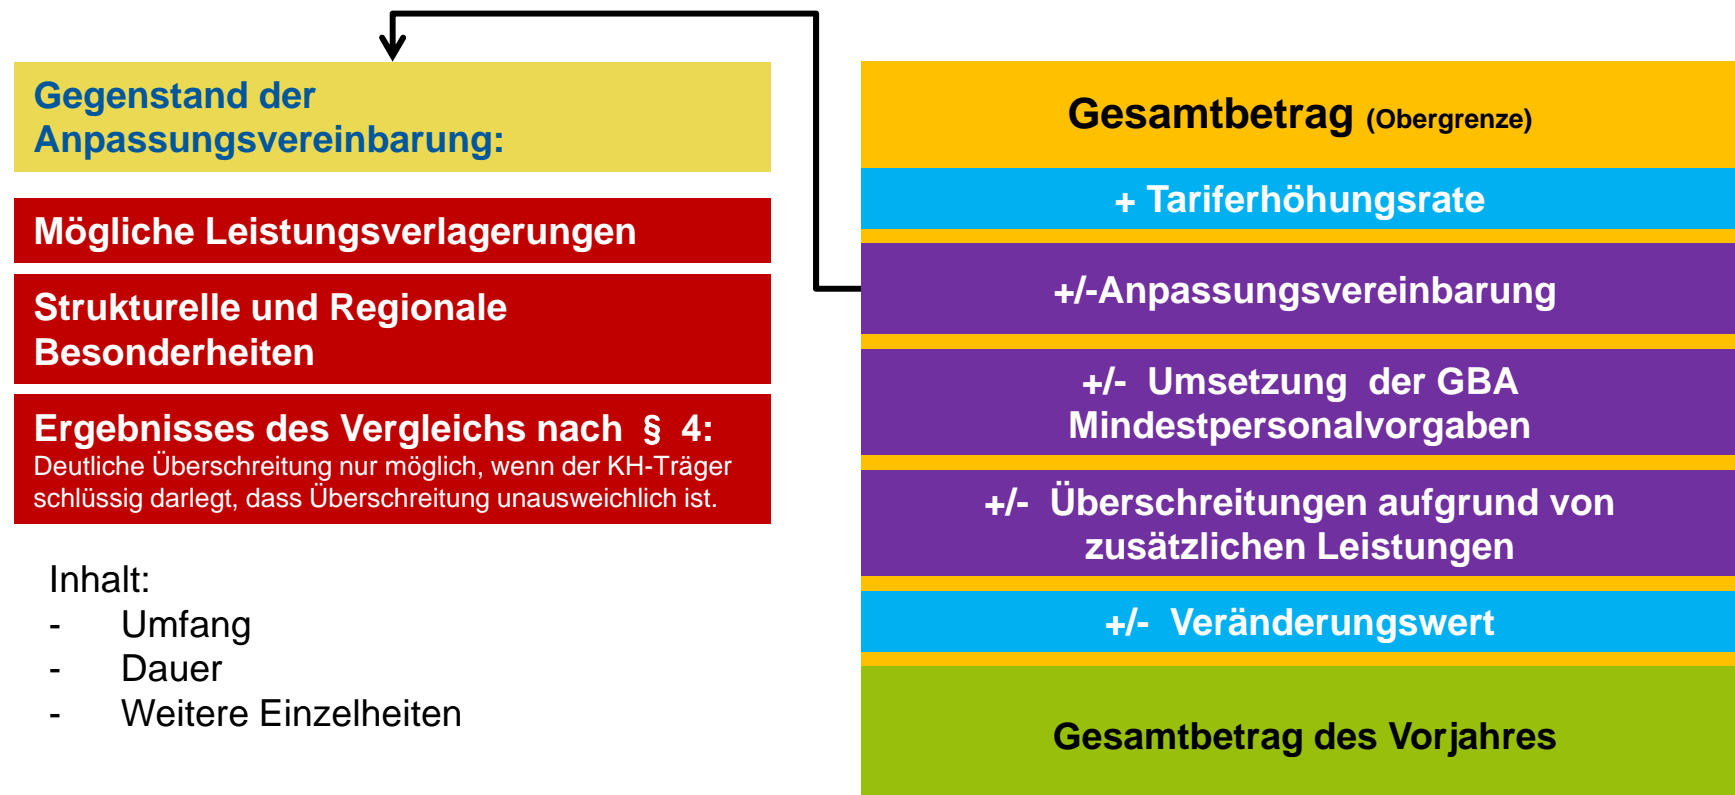 Gegenstand der
Anpassungsvereinbarung:
Mögliche Leistungsverlagerungen
Strukturelle und Regionale
Besonderheiten
Ergebnisses des Vergleichs nach § 4:
Deutliche Überschreitung nur möglich, wenn der KH-Träger
schlüssig darlegt, dass Überschreitung unausweichlich ist.
Inhalt:
- Umfang
- Dauer
- Weitere Einzelheiten
Gesamtbetrag (Obergrenze)
+ Tariferhöhungsrate
+/-Anpassungsvereinbarung
+/- Umsetzung der GBA
Mindestpersonalvorgaben
+/- Überschreitungen aufgrund von
zusätzlichen Leistungen
+/- Veränderungswert
Gesamtbetrag des Vorjahres